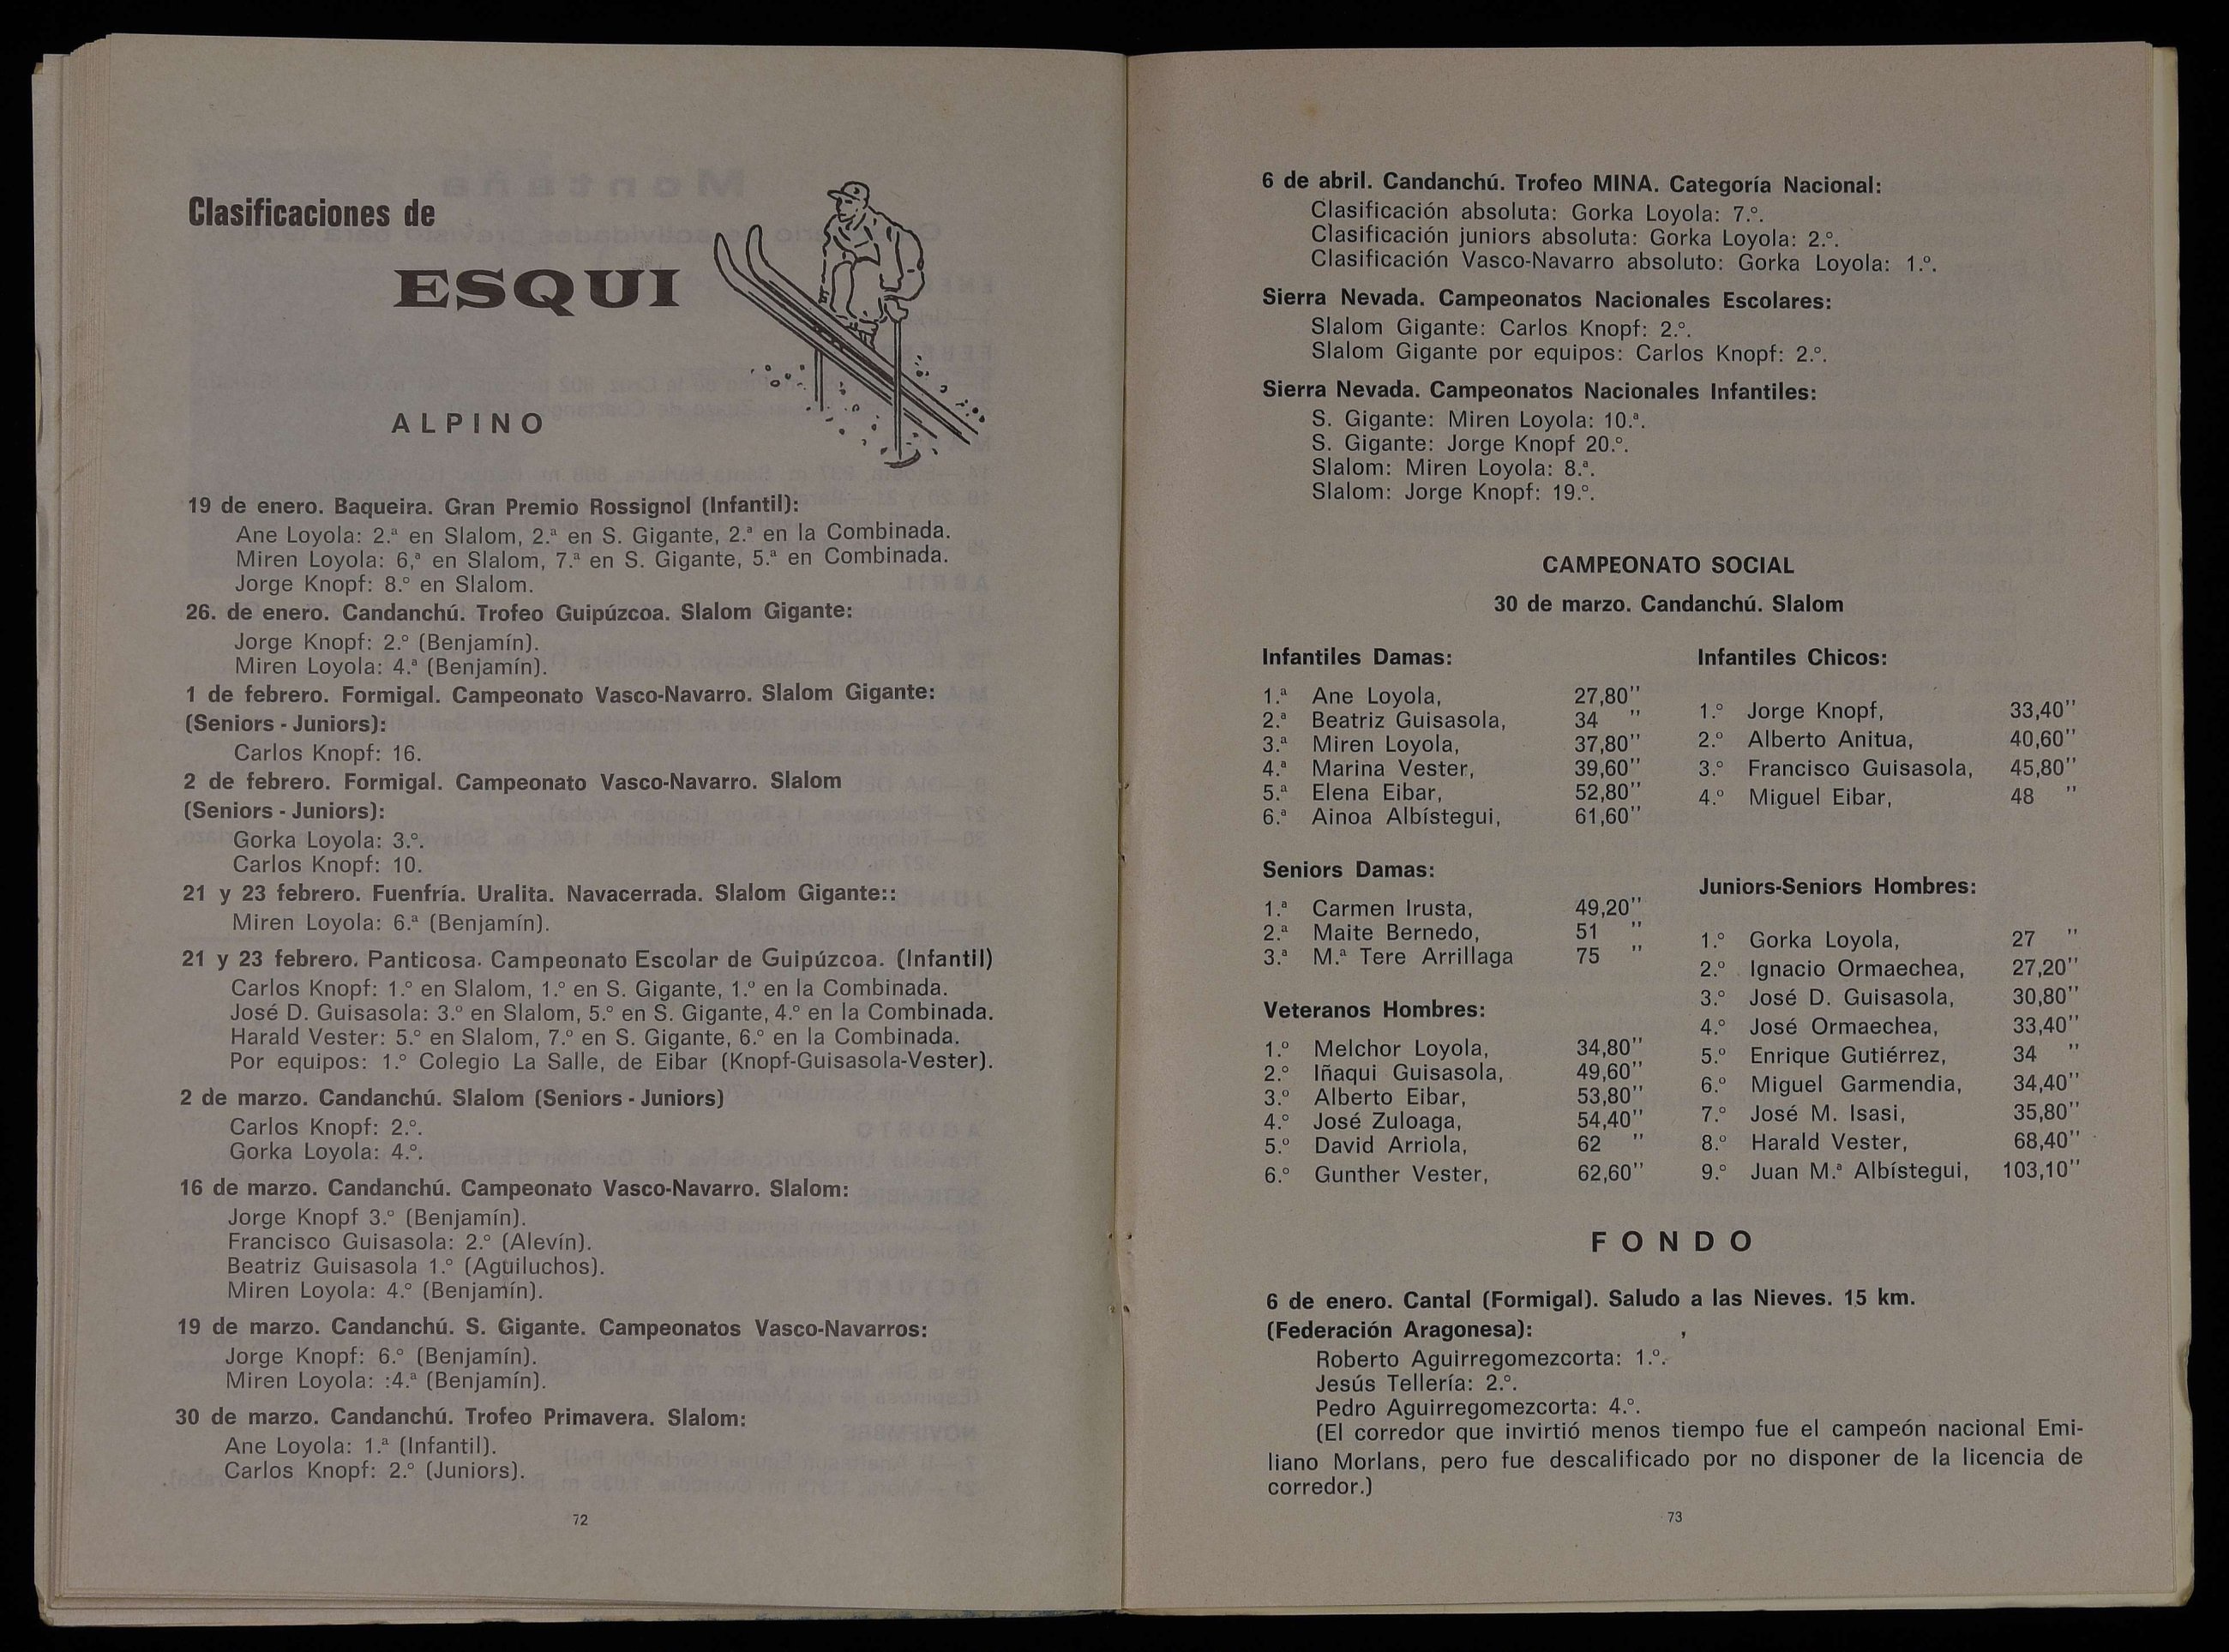 Clasificaciones de
ESQUI
ALPINO
19 de enero. Baqueira. Gran Premio Rossignol (Infantil):
Ane Loyola: 2.ª en Slalom, 2.ª en S. Gigante, 2.ª en la Combinada.
Miren Loyola: 6,ª en Slalom, 7.ª en S. Gigante, 5.ª en Combinada.
Jorge Knopf: 8.º en Slalom.
26. de enero. Candanchú. Trofeo Guipúzcoa. Slalom Gigante:
Jorge Knopf: 2.º (Benjamín).
Miren Loyola: 4.ª (Benjamín).
1 de febrero. Formigal. Campeonato Vasco-Navarro. Slalom Gigante:
(Seniors - Juniors):
Carlos Knopf: 16.
2 de febrero. Formigal. Campeonato Vasco-Navarro. Slalom
(Seniors - Juniors):
Gorka Loyola: 3.º.
Carlos Knopf: 10.
21 y 23 febrero. Fuenfría. Uralita. Navacerrada. Slalom Gigante::
Miren Loyola: 6.ª (Benjamín).
21 y 23 febrero. Panticosa. Campeonato Escolar de Guipúzcoa. (Infantil)
Carlos Knopf: 1.º en Slalom, 1.º en S. Gigante, 1.º en la Combinada.
José D. Guisasola: 3.º en Slalom, 5.º en S. Gigante, 4.º en la Combinada.
Harald Vester: 5.º en Slalom, 7.º en S. Gigante, 6.º en la Combinada.
Por equipos: 1.º Colegio La Salle, de Eibar (Knopf-Guisasola-Vester).
2 de marzo. Candanchú. Slalom (Seniors - Juniors)
Carlos Knopf: 2.º.
Gorka Loyola: 4.º.
16 de marzo. Candanchú. Campeonato Vasco-Navarro. Slalom:
Jorge Knopf 3.º (Benjamín).
Francisco Guisasola: 2.º (Alevín).
Beatriz Guisasola 1.º (Aguiluchos).
Miren Loyola: 4.º (Benjamín).
19 de marzo. Candanchú. S. Gigante. Campeonatos Vasco-Navarros:
Jorge Knopf: 6.º (Benjamín).
Miren Loyola: :4.ª (Benjamín).
30 de marzo. Candanchú. Trofeo Primavera. Slalom:
Ane Loyola: 1.ª (Infantil).
Carlos Knopf: 2.º (Juniors).
72
6 de abril. Candanchú. Trofeo MINA. Categoría Nacional:
Clasificación absoluta: Gorka Loyola: 7.º.
Clasificación juniors absoluta: Gorka Loyola: 2.º.
Clasificación Vasco-Navarro absoluto: Gorka Loyola: 1.º.
Sierra Nevada. Campeonatos Nacionales Escolares:
Slalom Gigante: Carlos Knopf: 2.º.
Slalom Gigante por equipos: Carlos Knopf: 2.º.
Sierra Nevada. Campeonatos Nacionales Infantiles:
S. Gigante: Miren Loyola: 10.ª.
S. Gigante: Jorge Knopf 20.º.
Slalom: Miren Loyola: 8.ª.
Slalom: Jorge Knopf: 19.º.
CAMPEONATO SOCIAL
30 de marzo. Candanchú. Slalom
Infantiles Damas:
1.ª Ane Loyola, 27,80''
2.ª Beatriz Guisasola, 34 ''
3.ª Miren Loyola, 37,80''
4.ª Marina Vester, 39,60''
5.ª Elena Eibar, 52,80''
6.ª Ainoa Albístegui, 61,60''
Seniors Damas:
1.ª Carmen Irusta, 49,20''
2.ª Maite Bernedo, 51 ''
3.ª M.ª Tere Arrillaga 75 ''
Veteranos Hombres:
1.º Melchor Loyola, 34,80''
2.º Iñaqui Guisasola, 49,60''
3.º Alberto Eibar, 53,80''
4.º José Zuloaga, 54,40''
5.º David Arriola, 62 ''
6.º Gunther Vester, 62,60''
Infantiles Chicos:
1.º Jorge Knopf, 33,40''
2.º Alberto Anitua, 40,60''
3.º Francisco Guisasola, 45,80''
4.º Miguel Eibar, 48 ''
Juniors-Seniors Hombres:
1.º Gorka Loyola, 27 ''
2.º Ignacio Ormaechea, 27,20''
3.º José D. Guisasola, 30,80''
4.º José Ormaechea, 33,40''
5.º Enrique Gutiérrez, 34 ''
6.º Miguel Garmendia, 34,40''
7.º José M. Isasi, 35,80''
8.º Harald Vester, 68,40''
9.º Juan M.ª Albístegui, 103,10''
FONDO
6 de enero. Cantal (Formigal). Saludo a las Nieves. 15 km.
(Federación Aragonesa):
Roberto Aguirregomezcorta: 1.º.
Jesús Tellería: 2.º.
Pedro Aguirregomezcorta: 4.º.
(El corredor que invirtió menos tiempo fue el campeón nacional Emi-
liano Morlans, pero fue descalificado por no disponer de la licencia de
corredor.)
73